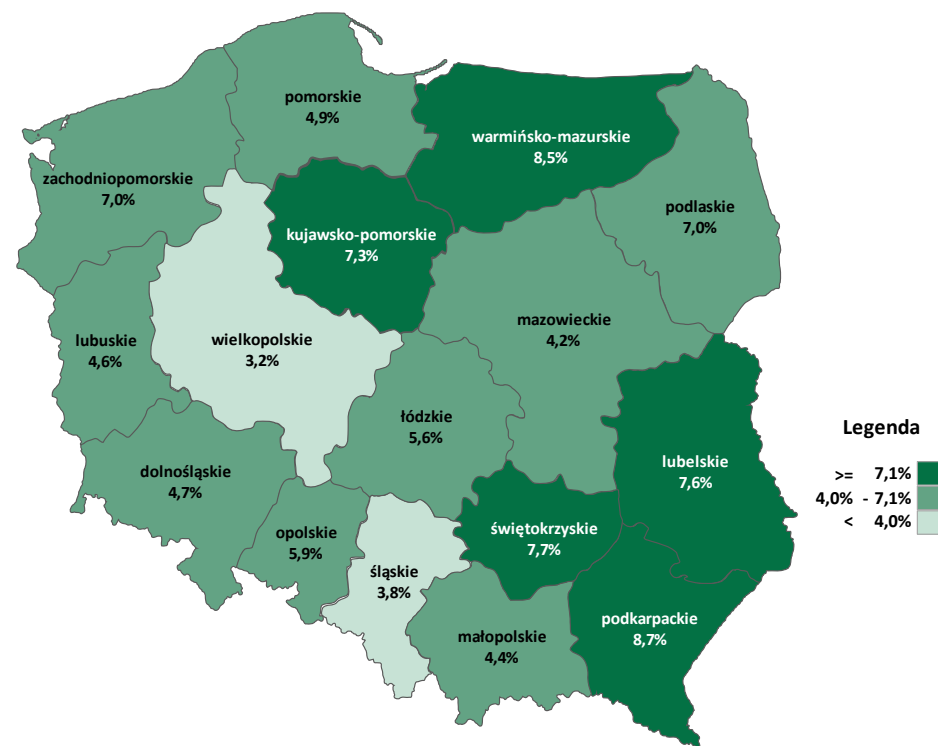 pomorskie
4,9%
warmińsko-mazurskie
8,5%
zachodniopomorskie
7,0%
podlaskie
7,0%
kujawsko-pomorskie
7,3%
mazowieckie
4,2%
lubuskie
4,6%
wielkopolskie
3,2%
łódzkie
5,6%
Legenda
>= 7,1%
4,0% - 7,1%
< 4,0%
lubelskie
7,6%
dolnośląskie
4,7%
opolskie
5,9%
świętokrzyskie
7,7%
śląskie
3,8%
podkarpackie
8,7%
małopolskie
4,4%